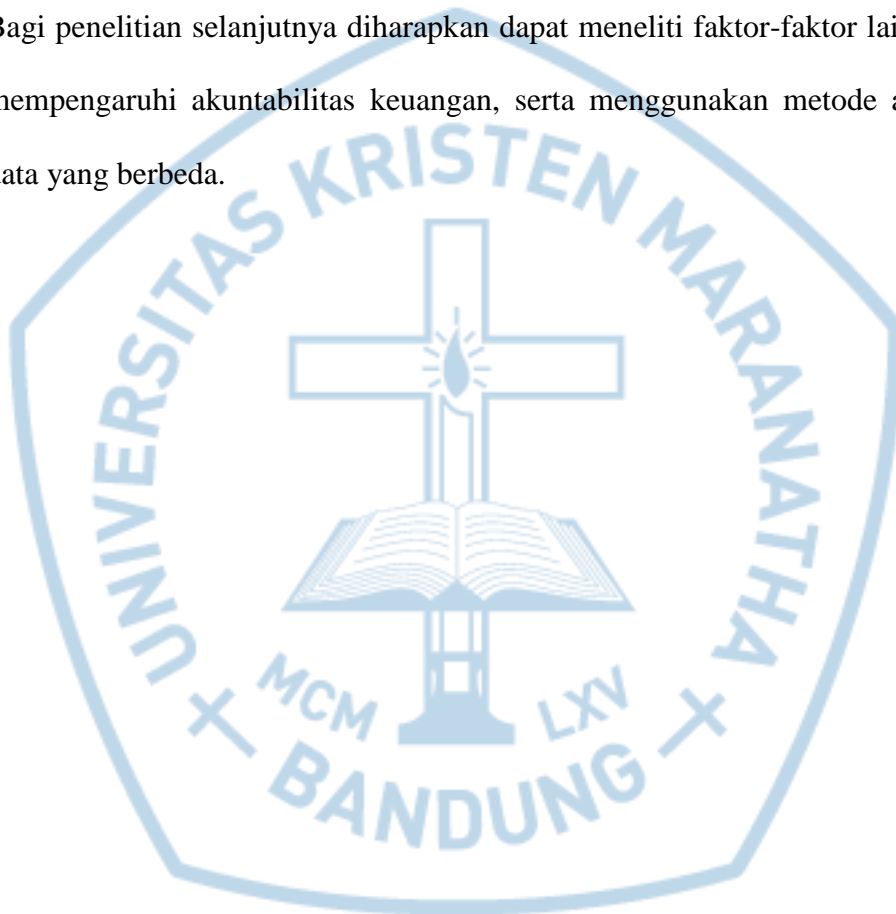 Bagi penelitian selanjutnya diharapkan dapat meneliti faktor-faktor lai
mempengaruhi akuntabilitas keuangan, serta menggunakan metode a
data yang berbeda.
UNIVERSITAS KRISTEN MARANATHA
MCM LXV
BANDUNG